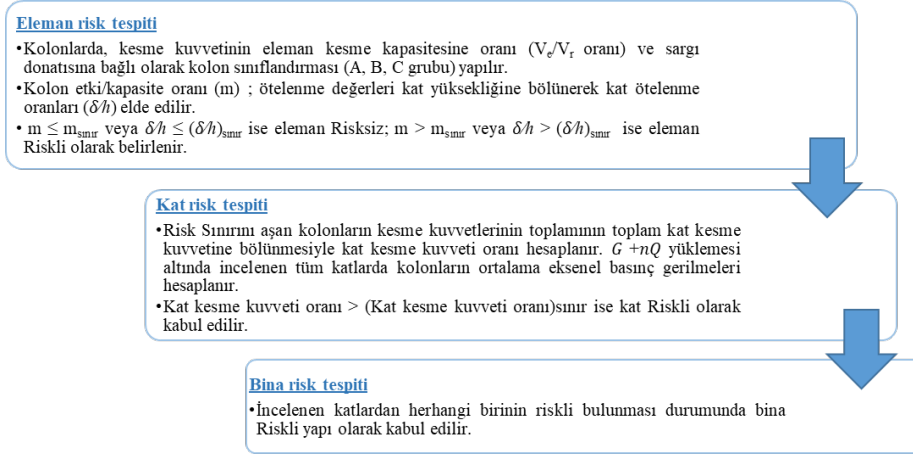 Eleman risk tespiti
•Kolonlarda, kesme kuvvetinin eleman kesme kapasitesine oranı (Ve/Vr oranı) ve sargı
donatısına bağlı olarak kolon sınıflandırması (A, B, C grubu) yapılır.
•Kolon etki/kapasite oranı (m) ; ötelenme değerleri kat yüksekliğine bölünerek kat ötelenme
oranları (δ/h) elde edilir.
• m ≤ msınır veya δ/h ≤ (δ/h)sınır ise eleman Risksiz; m > msınır veya δ/h > (δ/h)sınır ise eleman
Riskli olarak belirlenir.
Kat risk tespiti
•Risk Sınırını aşan kolonların kesme kuvvetlerinin toplamının toplam kat kesme
kuvvetine bölünmesiyle kat kesme kuvveti oranı hesaplanır. G +nQ yüklemesi
altında incelenen tüm katlarda kolonların ortalama eksenel basınç gerilmeleri
hesaplanır.
•Kat kesme kuvveti oranı > (Kat kesme kuvveti oranı)sınır ise kat Riskli olarak
kabul edilir.
Bina risk tespiti
•İncelenen katlardan herhangi birinin riskli bulunması durumunda bina
Riskli yapı olarak kabul edilir.